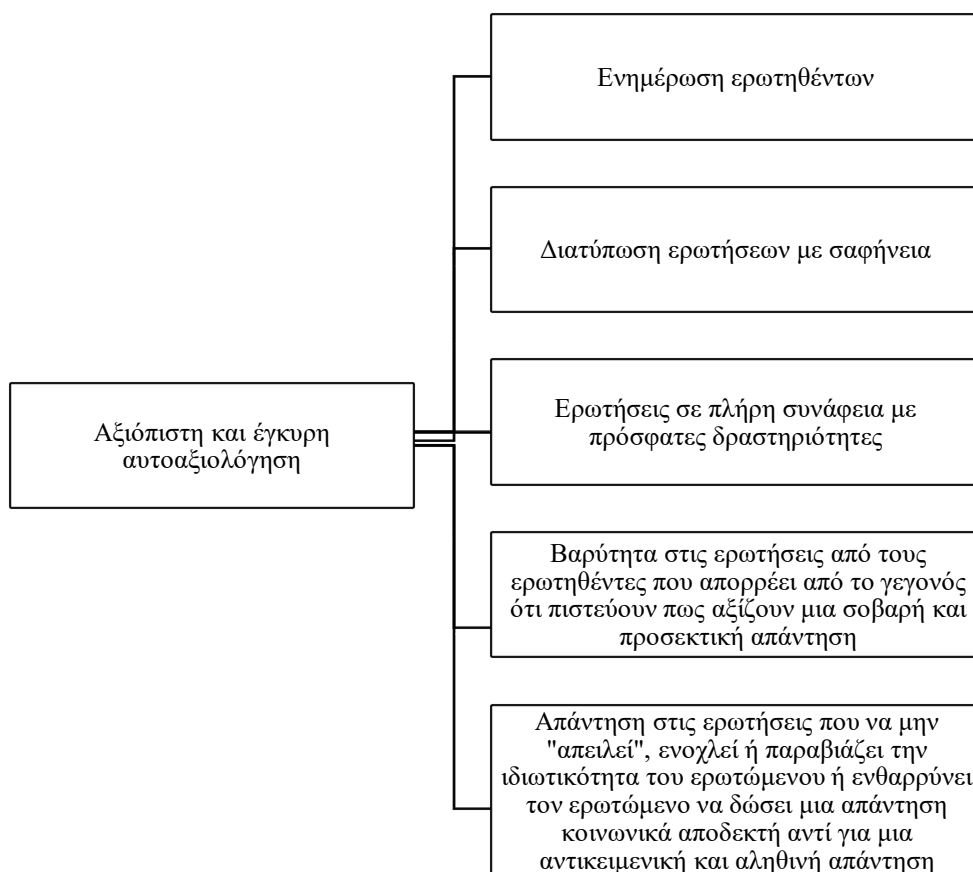 Ενημέρωση ερωτηθέντων
Διατύπωση ερωτήσεων με σαφήνεια
Αξιόπιστη και έγκυρη
αυτοαξιολόγηση
Ερωτήσεις σε πλήρη συνάφεια με
πρόσφατες δραστηριότητες
Βαρύτητα στις ερωτήσεις από τους
ερωτηθέντες που απορρέει από το γεγονός
ότι πιστεύουν πως αξίζουν μια σοβαρή και
προσεκτική απάντηση
Απάντηση στις ερωτήσεις που να μην
"απειλεί", ενοχλεί ή παραβιάζει την
ιδιωτικότητα του ερωτώμενου ή ενθαρρύνει
τον ερωτώμενο να δώσει μια απάντηση
κοινωνικά αποδεκτή αντί για μια
αντικειμενική και αληθινή απάντηση